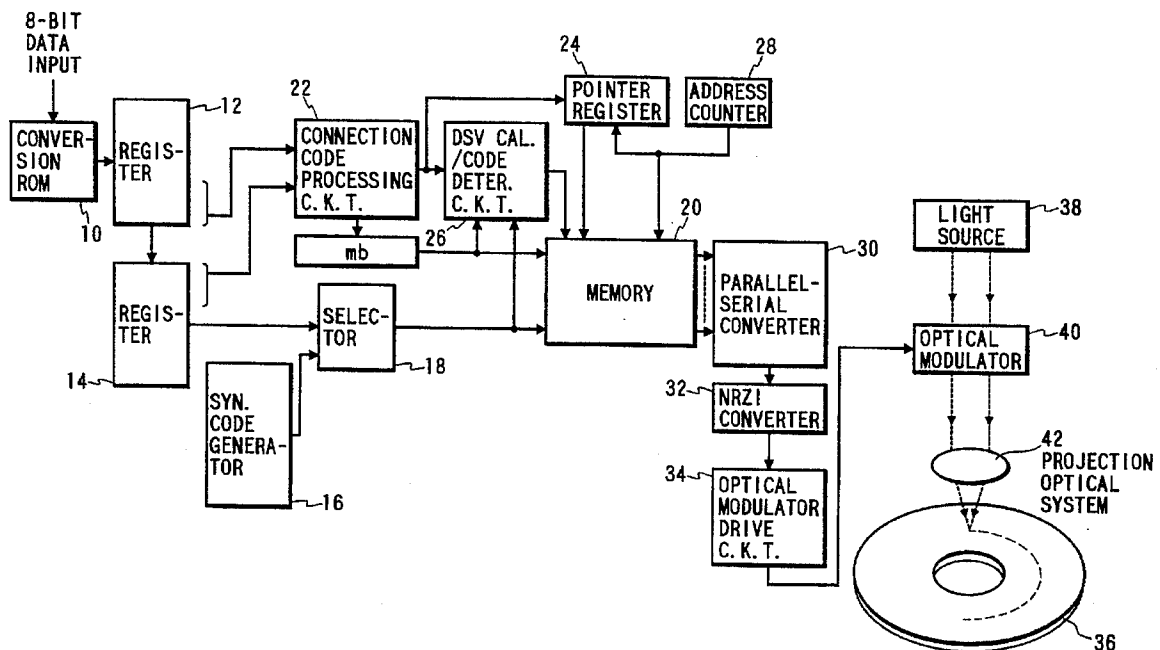 8-BIT
DATA
INPUT
CONVER-
SION
ROM
10
12
REGIS-
TER
REGIS-
TER
14
SYN.
CODE
GENERA-
TOR
16
22
CONNECTION
CODE
PROCESSING
C.K.T.
mb
SELEC-
TOR
18
24
POINTER
REGISTER
28
ADDRESS
COUNTER
DSV CAL.
/CODE
DETER.
C.K.T.
26
20
MEMORY
30
PARALLEL-
SERIAL
CONVERTER
32
NRZI
CONVERTER
34
OPTICAL
MODULATOR
DRIVE
C.K.T.
38
LIGHT
SOURCE
40
OPTICAL
MODULATOR
42
PROJECTION
OPTICAL
SYSTEM
36